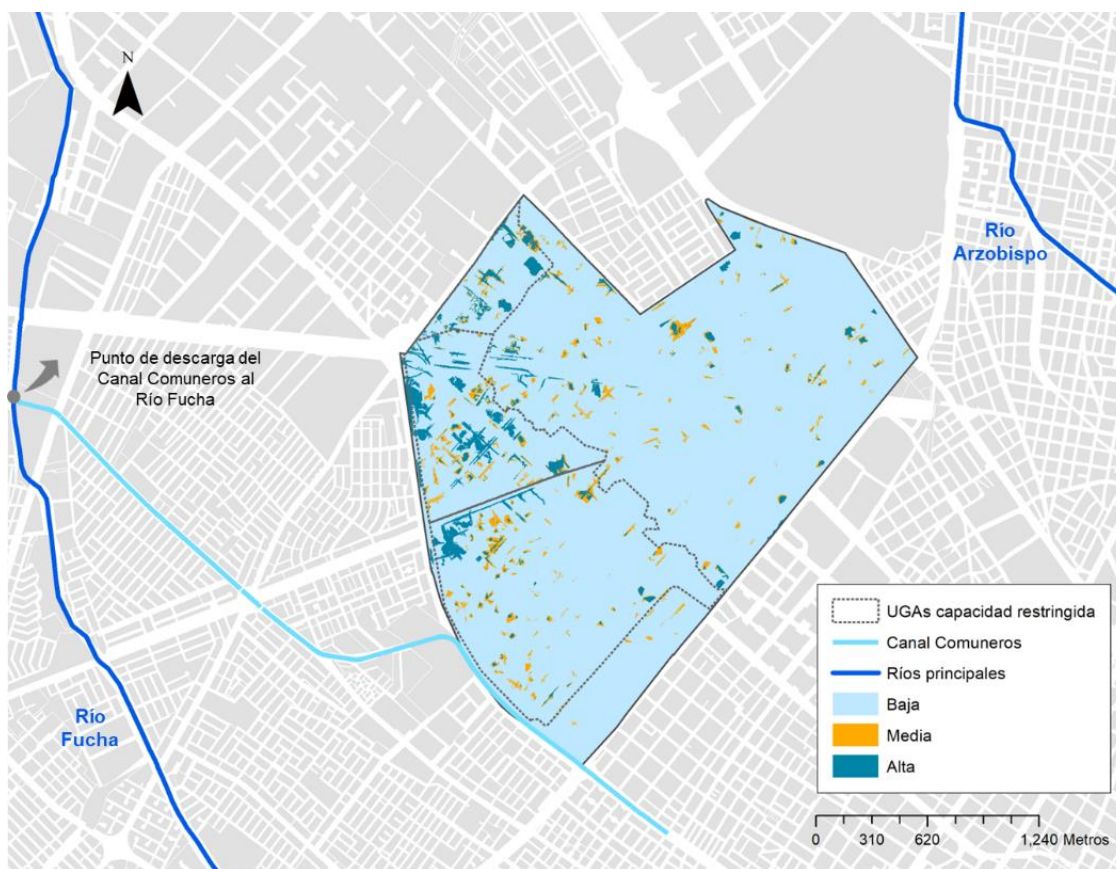 N
Río
Arzobispo
Punto de descarga del
Canal Comuneros al
Río Fucha
Río
Fucha
UGAs capacidad restringida
Canal Comuneros
Ríos principales
Baja
Media
Alta
0 310 620 1,240 Metros